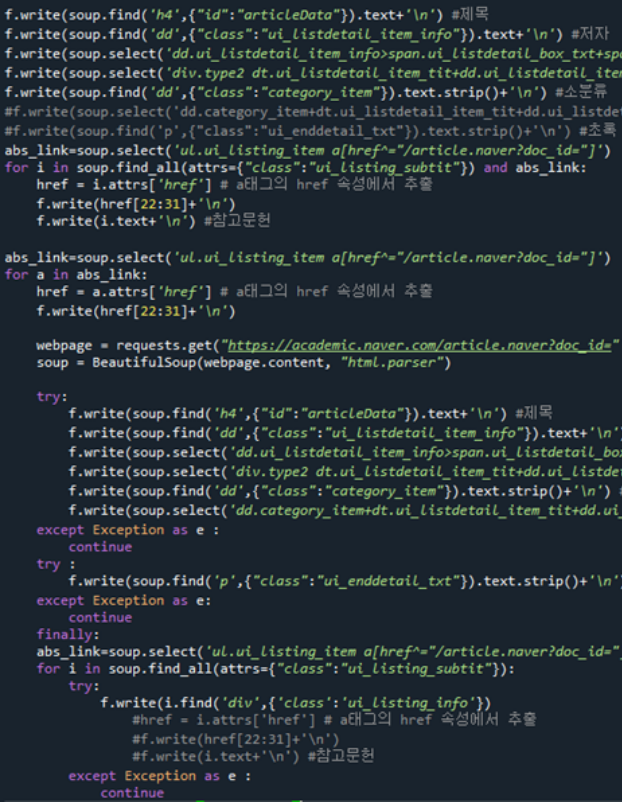 f.write(soup.find('h4',{"id":"articleData"}).text+'\n') #제목
f.write(soup.find('dd',{"class":"ui_listdetail_item_info"}).text+'\n') #저자
f.write(soup.select('dd.ui_listdetail_item_info>span.ui_listdetail_box_txt+sp
f.write(soup.select('div.type2 dt.ui_listdetail_item_tit+dd.ui_listdetail_ite
f.write(soup.find('dd',{"class":"category_item"}).text.strip()+'\n') #소분류
#f.write(soup.select('dd.category_item+dt.ui_listdetail_item_tit+dd.ui_listdet
#f.write(soup.find('p',{"class":"ui_enddetail_txt"}).text.strip()+'\n') #초록
abs_link=soup.select('ul.ui_listing_item a[href^="/article.naver?doc_id="]')
for i in soup.find_all(attrs={"class":"ui_listing_subtit"}) and abs_link:
    href = i.attrs['href'] # a태그의 href 속성에서 추출
    f.write(href[22:31]+'\n')
    f.write(i.text+'\n') #참고문헌
abs_link=soup.select('ul.ui_listing_item a[href^="/article.naver?doc_id="]')
for a in abs_link:
    href = a.attrs['href'] # a태그의 href 속성에서 추출
    f.write(href[22:31]+'\n')
    webpage = requests.get("https://academic.naver.com/article.naver?doc_id="
    soup = BeautifulSoup(webpage.content, "html.parser")
    try:
        f.write(soup.find('h4',{"id":"articleData"}).text+'\n') #제목
        f.write(soup.find('dd',{"class":"ui_listdetail_item_info"}).text+'\n')
        f.write(soup.select('dd.ui_listdetail_item_info>span.ui_listdetail_bo
        f.write(soup.select('div.type2 dt.ui_listdetail_item_tit+dd.ui_listde
        f.write(soup.find('dd',{"class":"category_item"}).text.strip()+'\n') #
        f.write(soup.select('dd.category_item+dt.ui_listdetail_item_tit+dd.ui_
    except Exception as e :
        continue
    try :
        f.write(soup.find('p',{"class":"ui_enddetail_txt"}).text.strip()+'\n'
    except Exception as e:
        continue
    finally:
    abs_link=soup.select('ul.ui_listing_item a[href^="/article.naver?doc_id="
    for i in soup.find_all(attrs={"class":"ui_listing_subtit"}):
        try:
            f.write(i.find('div',{'class':'ui_listing_info'})
                #href = i.attrs['href'] # a태그의 href 속성에서 추출
                #f.write(href[22:31]+'\n')
                #f.write(i.text+'\n') #참고문헌
        except Exception as e :
            continue